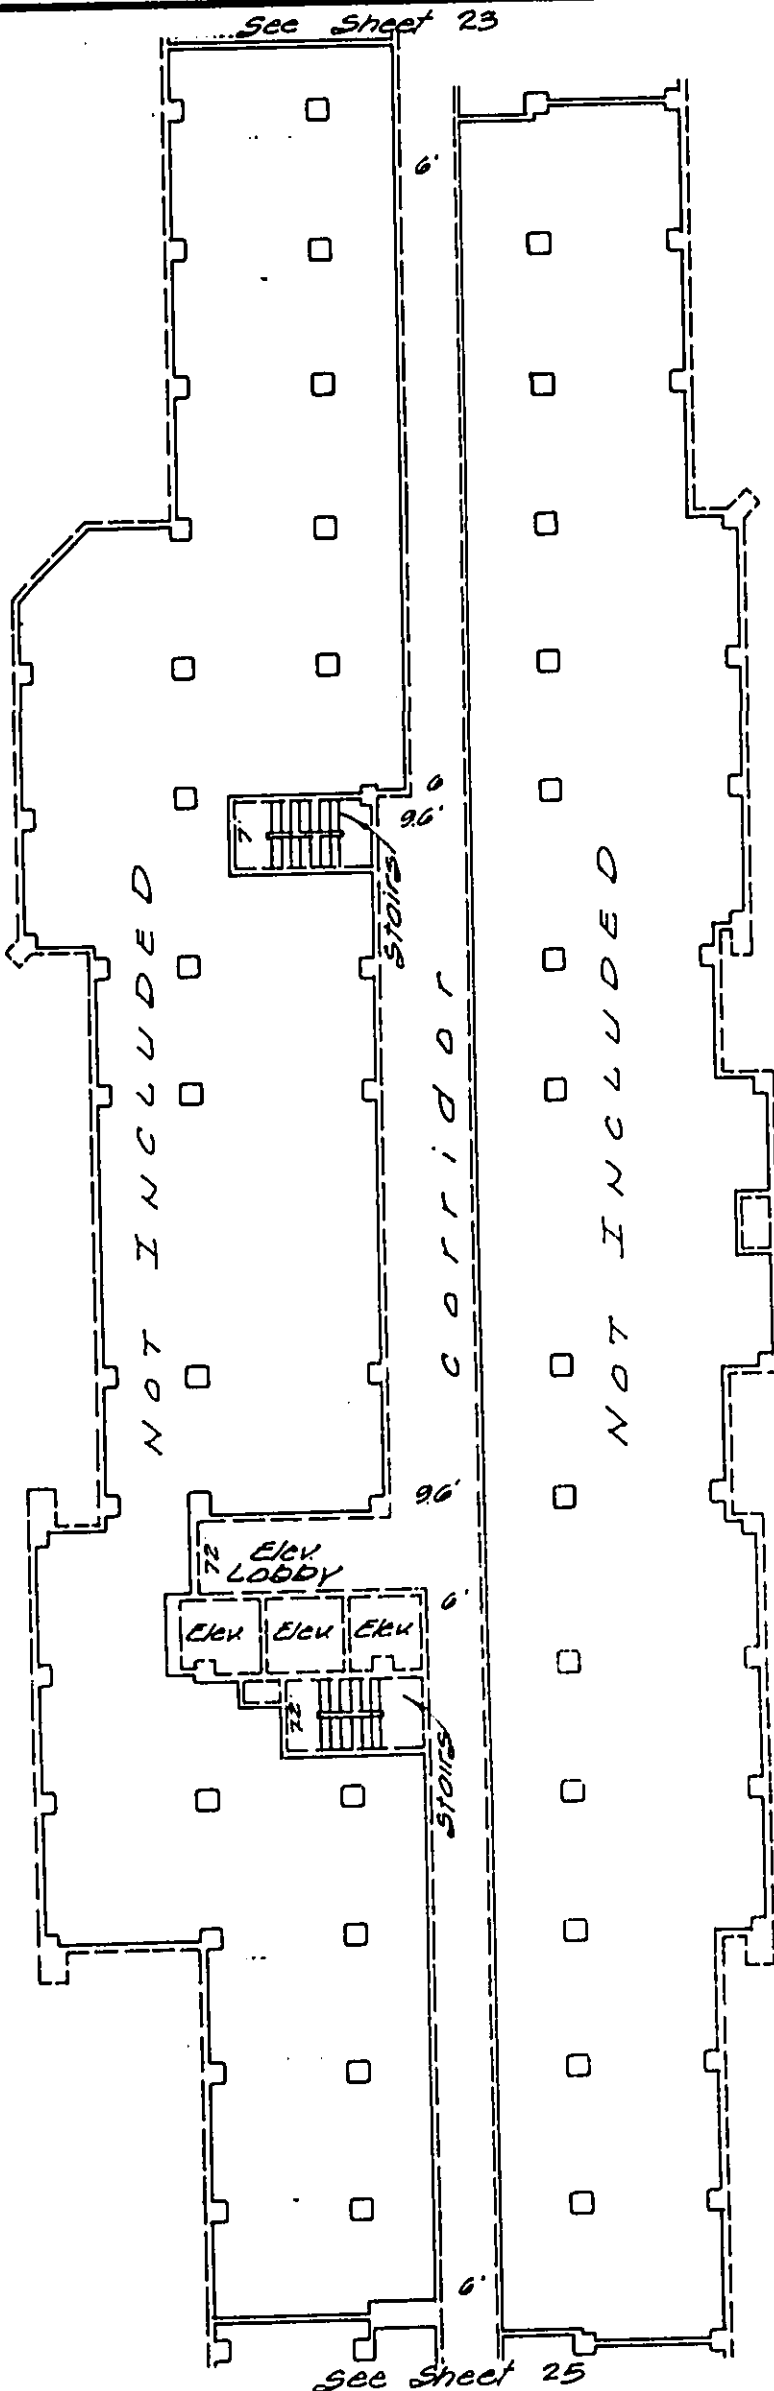 See Sheet 23
6'
6
9.6'
7'
Stairs
NOT INCLUDED
Corridor
NOT INCLUDED
9.6'
7.2
Elev.
LOBBY
6'
Elev.
Elev
Elev.
7.2'
Stairs
6'
See Sheet 25